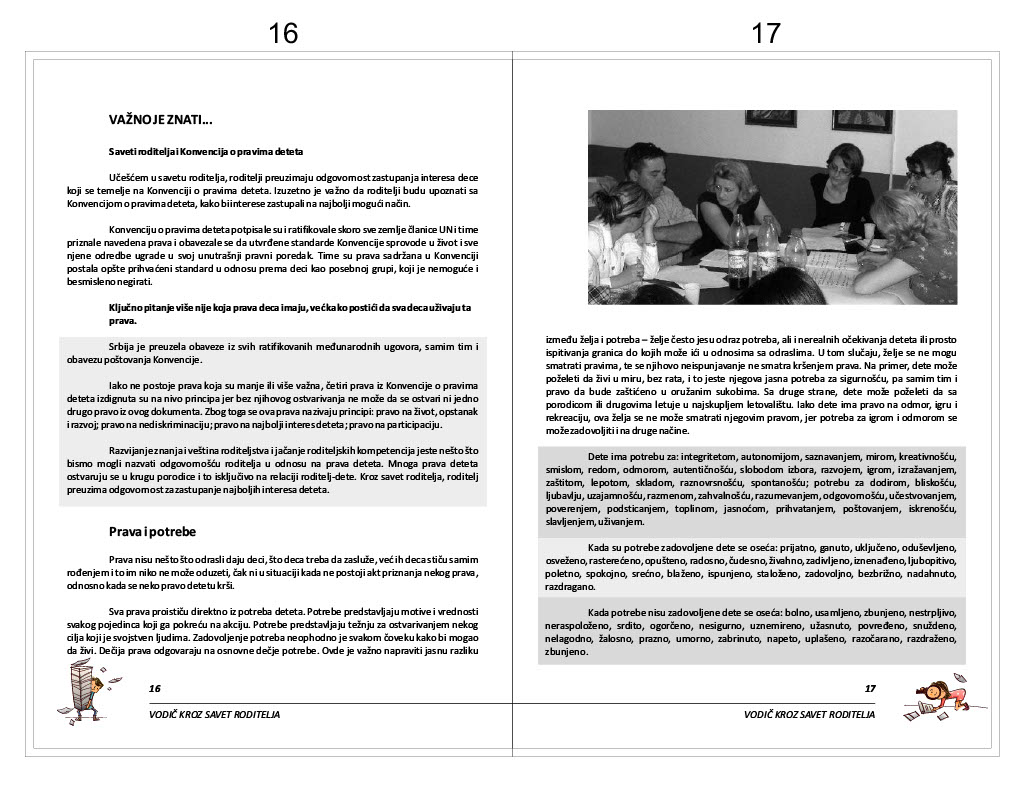 16
VAŽNO JE ZNATI...
Saveti roditelja i Konvencija o pravima deteta
Učešćem u savetu roditelja, roditelji preuzimaju odgovornost zastupanja interesa dece
koji se temelje na Konvenciji o pravima deteta. Izuzetno je važno da roditelji budu upoznati sa
Konvencijom o pravima deteta, kako bi interese zastupali na najbolji mogući način.
Konvenciju o pravima deteta potpisale su i ratifikovale skoro sve zemlje članice UN i time
priznale navedena prava i obavezale se da utvrđene standarde Konvencije sprovode u život i sve
njene odredbe ugrade u svoj unutrašnji pravni poredak. Time su prava sadržana u Konvenciji
postala opšte prihvaćeni standard u odnosu prema deci kao posebnoj grupi, koji je nemoguće i
besmisleno negirati.
Ključno pitanje više nije koja prava deca imaju, već kako postići da sva deca uživaju ta
prava.
Srbija je preuzela obaveze iz svih ratifikovanih međunarodnih ugovora, samim tim i
obavezu poštovanja Konvencije.
Iako ne postoje prava koja su manje ili više važna, četiri prava iz Konvencije o pravima
deteta izdignuta su na nivo principa jer bez njihovog ostvarivanja ne može da se ostvari ni jedno
drugo pravo iz ovog dokumenta. Zbog toga se ova prava nazivaju principi: pravo na život, opstanak
i razvoj; pravo na nediskriminaciju; pravo na najbolji interes deteta; pravo na participaciju.
Razvijanje znanja i veština roditeljstva i jačanje roditeljskih kompetencija jeste nešto što
bismo mogli nazvati odgovornošću roditelja u odnosu na prava deteta. Mnoga prava deteta
ostvaruju se u krugu porodice i to isključivo na relaciji roditelj-dete. Kroz savet roditelja, roditelj
preuzima odgovornost za zastupanje najboljih interesa deteta.
Prava i potrebe
Prava nisu nešto što odrasli daju deci, što deca treba da zasluže, već ih deca stiču samim
rođenjem i to im niko ne može oduzeti, čak ni u situaciji kada ne postoji akt priznanja nekog prava,
odnosno kada se neko pravo detetu krši.
Sva prava proističu direktno iz potreba deteta. Potrebe predstavljaju motive i vrednosti
svakog pojedinca koji ga pokreću na akciju. Potrebe predstavljaju težnju za ostvarivanjem nekog
cilja koji je svojstven ljudima. Zadovoljenje potreba neophodno je svakom čoveku kako bi mogao
da živi. Dečija prava odgovaraju na osnovne dečje potrebe. Ovde je važno napraviti jasnu razliku
16
VODIČ KROZ SAVET RODITELJA
17
između želja i potreba – želje često jesu odraz potreba, ali i nerealnih očekivanja deteta ili prosto
ispitivanja granica do kojih može ići u odnosima sa odraslima. U tom slučaju, želje se ne mogu
smatrati pravima, te se njihovo neispunjavanje ne smatra kršenjem prava. Na primer, dete može
poželeti da živi u miru, bez rata, i to jeste njegova jasna potreba za sigurnošću, pa samim tim i
pravo da bude zaštićeno u oružanim sukobima. Sa druge strane, dete može poželeti da sa
porodicom ili drugovima letuje u najskupljem letovalištu. Iako dete ima pravo na odmor, igru i
rekreaciju, ova želja se ne može smatrati njegovim pravom, jer potreba za igrom i odmorom se
može zadovoljiti i na druge načine.
Dete ima potrebu za: integritetom, autonomijom, saznavanjem, mirom, kreativnošću,
smislom, redom, odmorom, autentičnošću, slobodom izbora, razvojem, igrom, izražavanjem,
zaštitom, lepotom, skladom, raznovrsnošću, spontanošću; potrebu za dodirom, bliskošću,
ljubavlju, uzajamnošću, razmenom, zahvalnošću, razumevanjem, odgovornošću, učestvovanjem,
poverenjem, podsticanjem, toplinom, jasnoćom, prihvatanjem, poštovanjem, iskrenošću,
slavljenjem, uživanjem.
Kada su potrebe zadovoljene dete se oseća: prijatno, ganuto, uključeno, oduševljeno,
osveženo, rasterećeno, opušteno, radosno, čudesno, živahno, zadivljeno, iznenađeno, ljubopitivo,
poletno, spokojno, srećno, blaženo, ispunjeno, staloženo, zadovoljno, bezbrižno, nadahnuto,
razdragano.
Kada potrebe nisu zadovoljene dete se oseća: bolno, usamljeno, zbunjeno, nestrpljivo,
neraspoloženo, srdito, ogorčeno, nesigurno, uznemireno, užasnuto, povređeno, snuždeno,
nelagodno, žalosno, prazno, umorno, zabrinuto, napeto, uplašeno, razočarano, razdraženo,
zbunjeno.
17
VODIČ KROZ SAVET RODITELJA